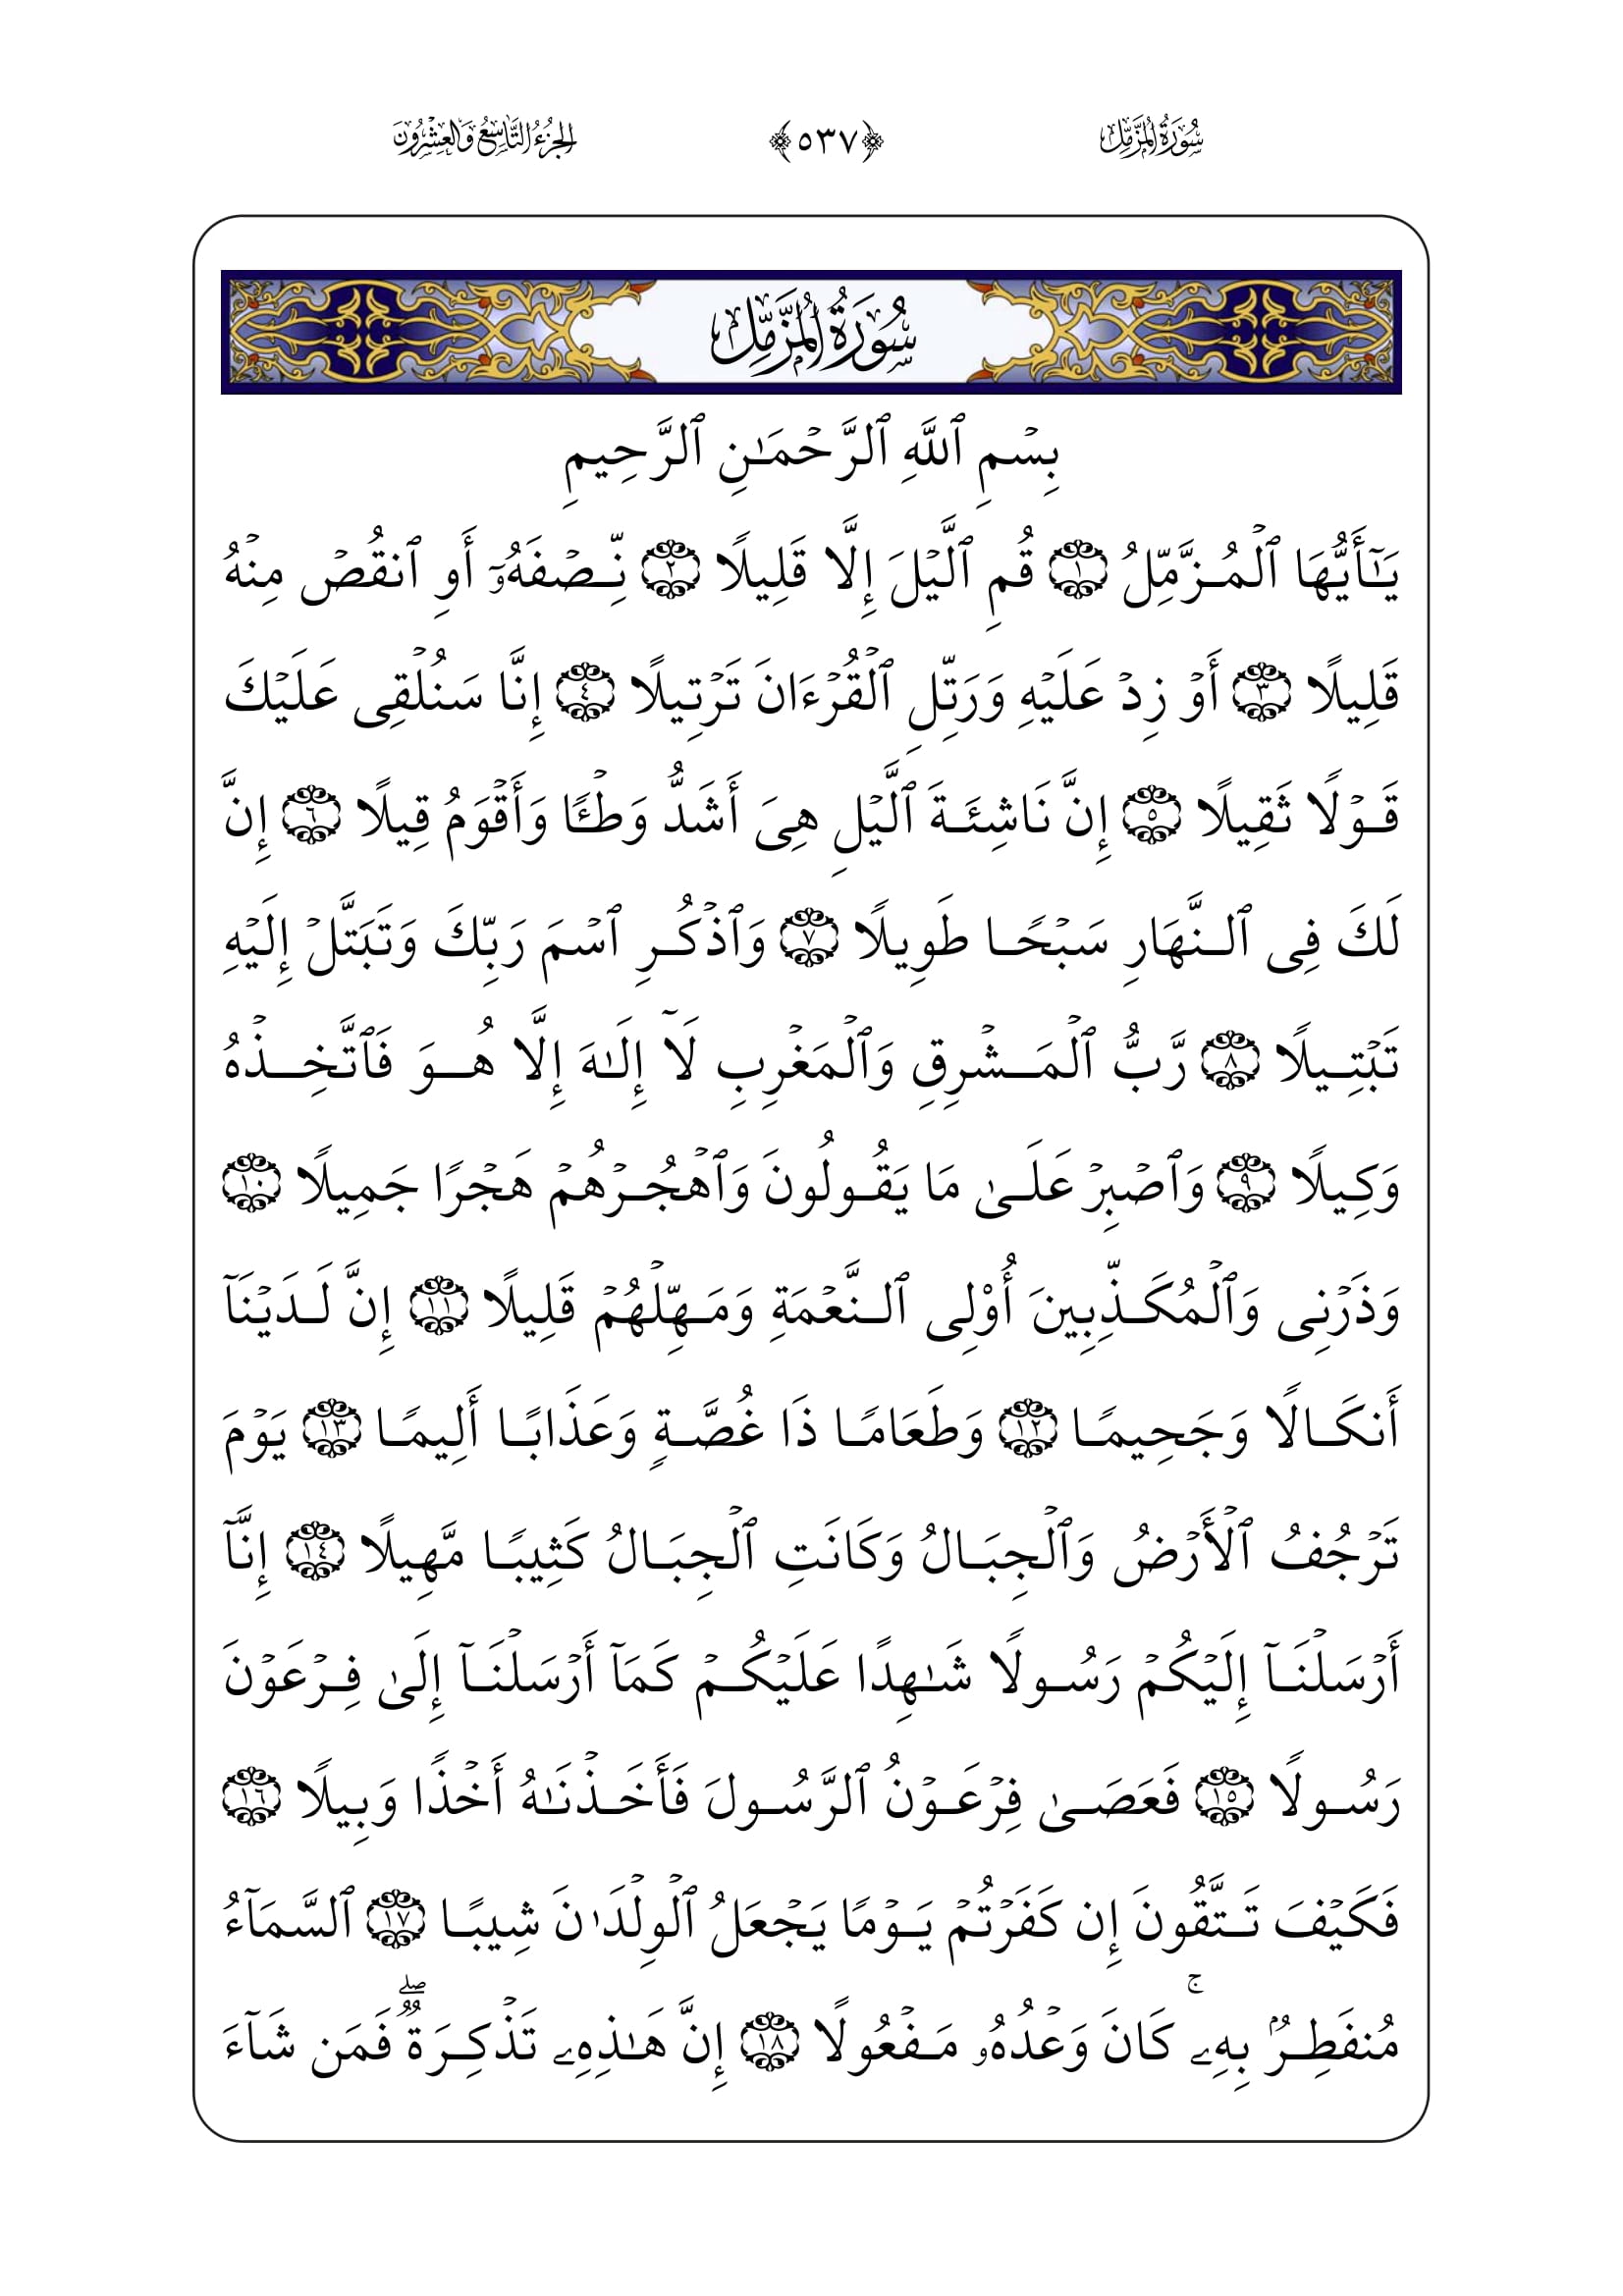 سُورَةُ المُزَّمِّلِ ﴿٥٣٧﴾ الجُزْءُ التَّاسِعُ وَالعِشْرُونَ
سُورَةُ المُزَّمِّلِ
بِسۡمِ ٱللَّهِ ٱلرَّحۡمَٰنِ ٱلرَّحِيمِ
يَٰٓأَيُّهَا ٱلۡمُزَّمِّلُ ١ قُمِ ٱلَّيۡلَ إِلَّا قَلِيلًا ٢ نِّصۡفَهُۥٓ أَوِ ٱنقُصۡ مِنۡهُ
قَلِيلًا ٣ أَوۡ زِدۡ عَلَيۡهِ وَرَتِّلِ ٱلۡقُرۡءَانَ تَرۡتِيلًا ٤ إِنَّا سَنُلۡقِي عَلَيۡكَ
قَوۡلًا ثَقِيلًا ٥ إِنَّ نَاشِئَةَ ٱلَّيۡلِ هِيَ أَشَدُّ وَطۡـًٔا وَأَقۡوَمُ قِيلًا ٦ إِنَّ
لَكَ فِي ٱلنَّهَارِ سَبۡحًا طَوِيلًا ٧ وَٱذۡكُرِ ٱسۡمَ رَبِّكَ وَتَبَتَّلۡ إِلَيۡهِ
تَبۡتِيلًا ٨ رَّبُّ ٱلۡمَشۡرِقِ وَٱلۡمَغۡرِبِ لَآ إِلَٰهَ إِلَّا هُوَ فَٱتَّخِذۡهُ
وَكِيلًا ٩ وَٱصۡبِرۡ عَلَىٰ مَا يَقُولُونَ وَٱهۡجُرۡهُمۡ هَجۡرًا جَمِيلًا ١٠
وَذَرۡنِي وَٱلۡمُكَذِّبِينَ أُوْلِي ٱلنَّعۡمَةِ وَمَهِّلۡهُمۡ قَلِيلًا ١١ إِنَّ لَدَيۡنَآ
أَنكَالًا وَجَحِيمًا ١٢ وَطَعَامًا ذَا غُصَّةٍ وَعَذَابًا أَلِيمًا ١٣ يَوۡمَ
تَرۡجُفُ ٱلۡأَرۡضُ وَٱلۡجِبَالُ وَكَانَتِ ٱلۡجِبَالُ كَثِيبًا مَّهِيلًا ١٤ إِنَّآ
أَرۡسَلۡنَآ إِلَيۡكُمۡ رَسُولًا شَٰهِدًا عَلَيۡكُمۡ كَمَآ أَرۡسَلۡنَآ إِلَىٰ فِرۡعَوۡنَ
رَسُولًا ١٥ فَعَصَىٰ فِرۡعَوۡنُ ٱلرَّسُولَ فَأَخَذۡنَٰهُ أَخۡذًا وَبِيلًا ١٦
فَكَيۡفَ تَتَّقُونَ إِن كَفَرۡتُمۡ يَوۡمًا يَجۡعَلُ ٱلۡوِلۡدَٰنَ شِيبًا ١٧ ٱلسَّمَآءُ
مُنفَطِرُۢ بِهِۦۚ كَانَ وَعۡدُهُۥ مَفۡعُولًا ١٨ إِنَّ هَٰذِهِۦ تَذۡكِرَةٞۖ فَمَن شَآءَ